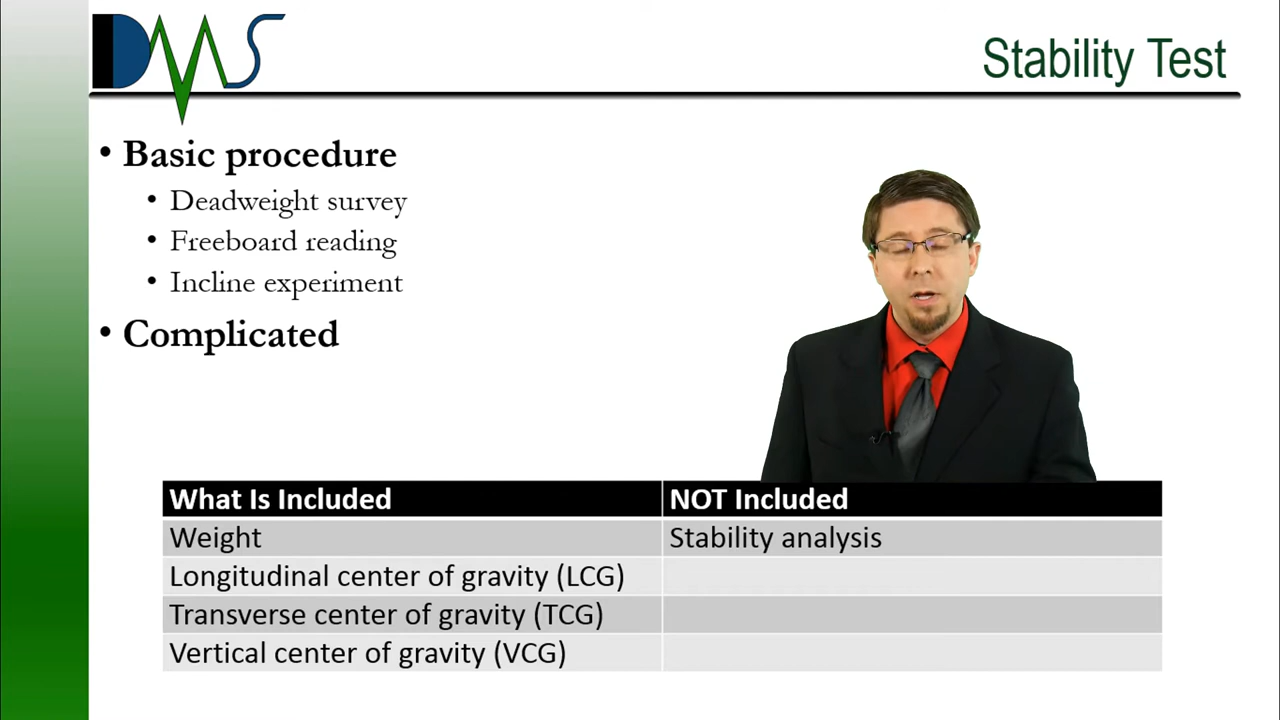 DMS
Stability Test
• Basic procedure
• Deadweight survey
• Freeboard reading
• Incline experiment
• Complicated
What Is Included NOT Included
Weight Stability analysis
Longitudinal center of gravity (LCG)
Transverse center of gravity (TCG)
Vertical center of gravity (VCG)